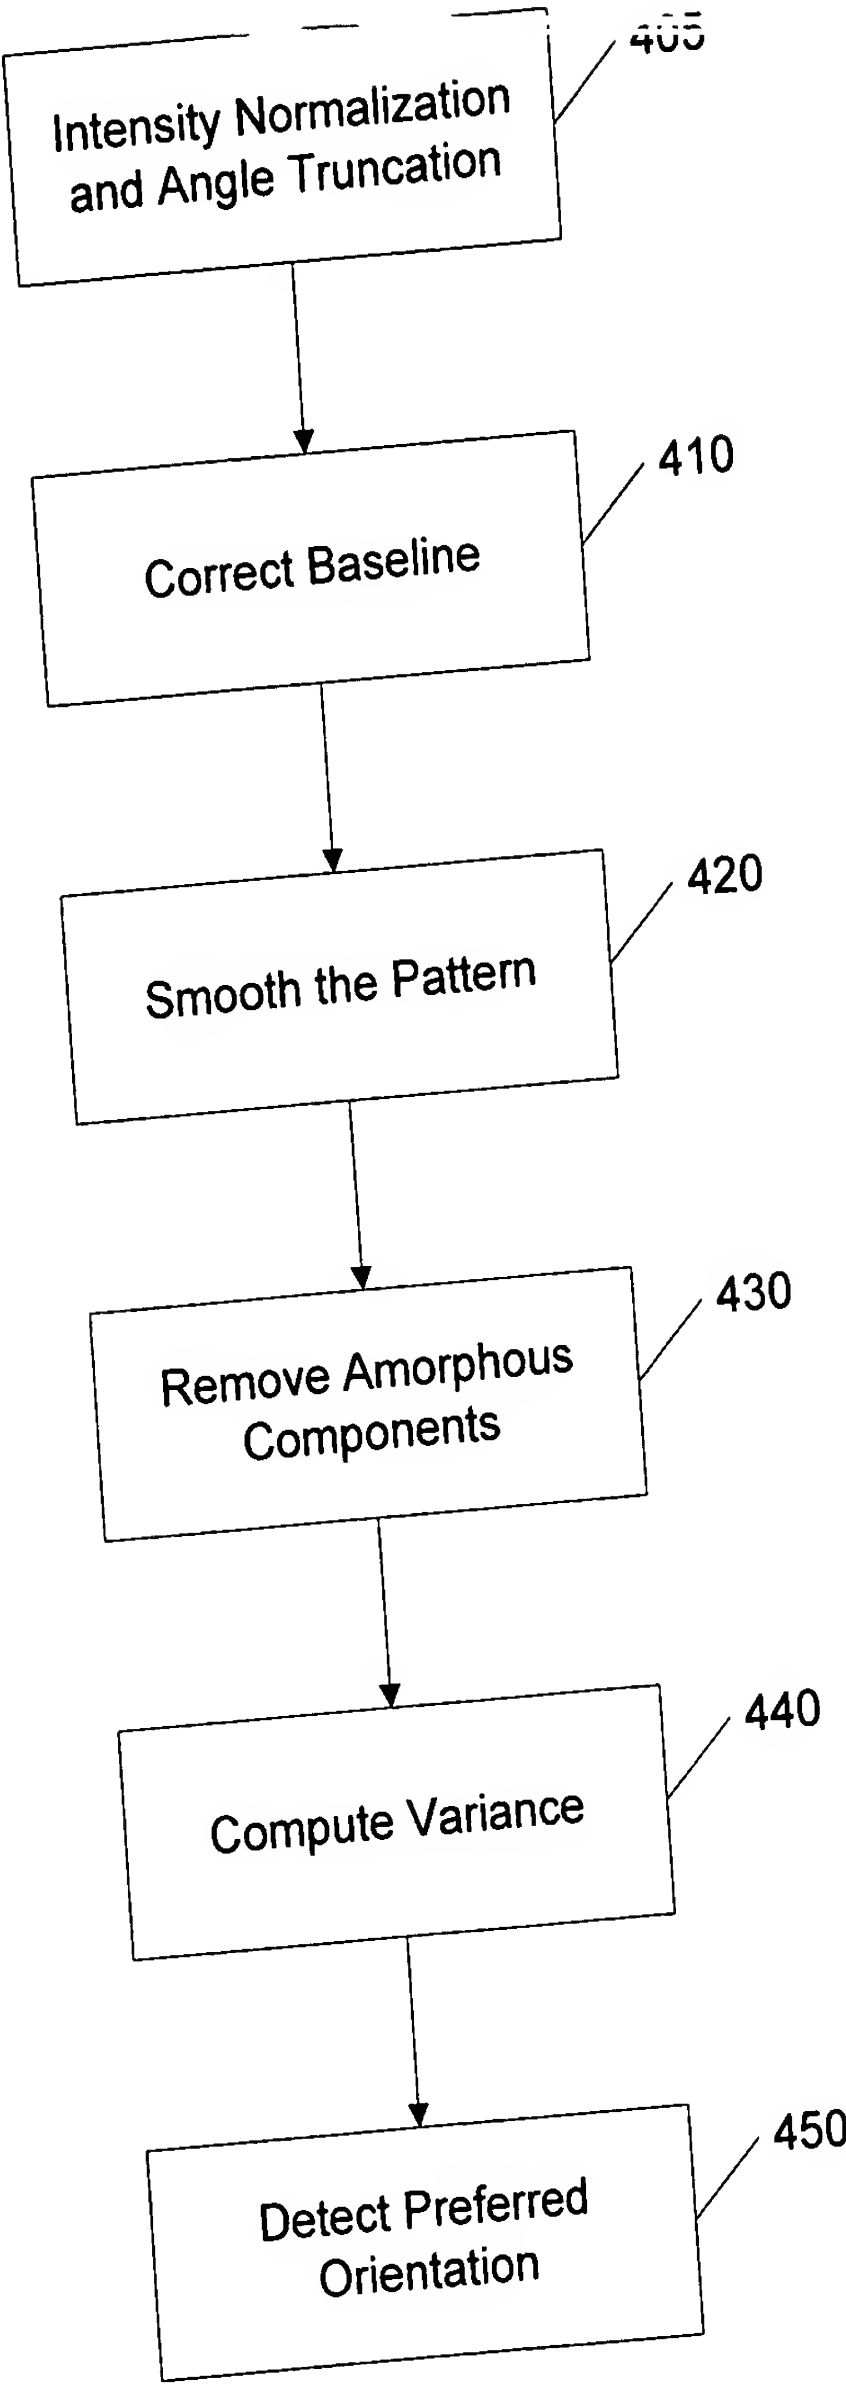 405
Intensity Normalization
and Angle Truncation
410
Correct Baseline
420
Smooth the Pattern
430
Remove Amorphous
Components
440
Compute Variance
450
Detect Preferred
Orientation